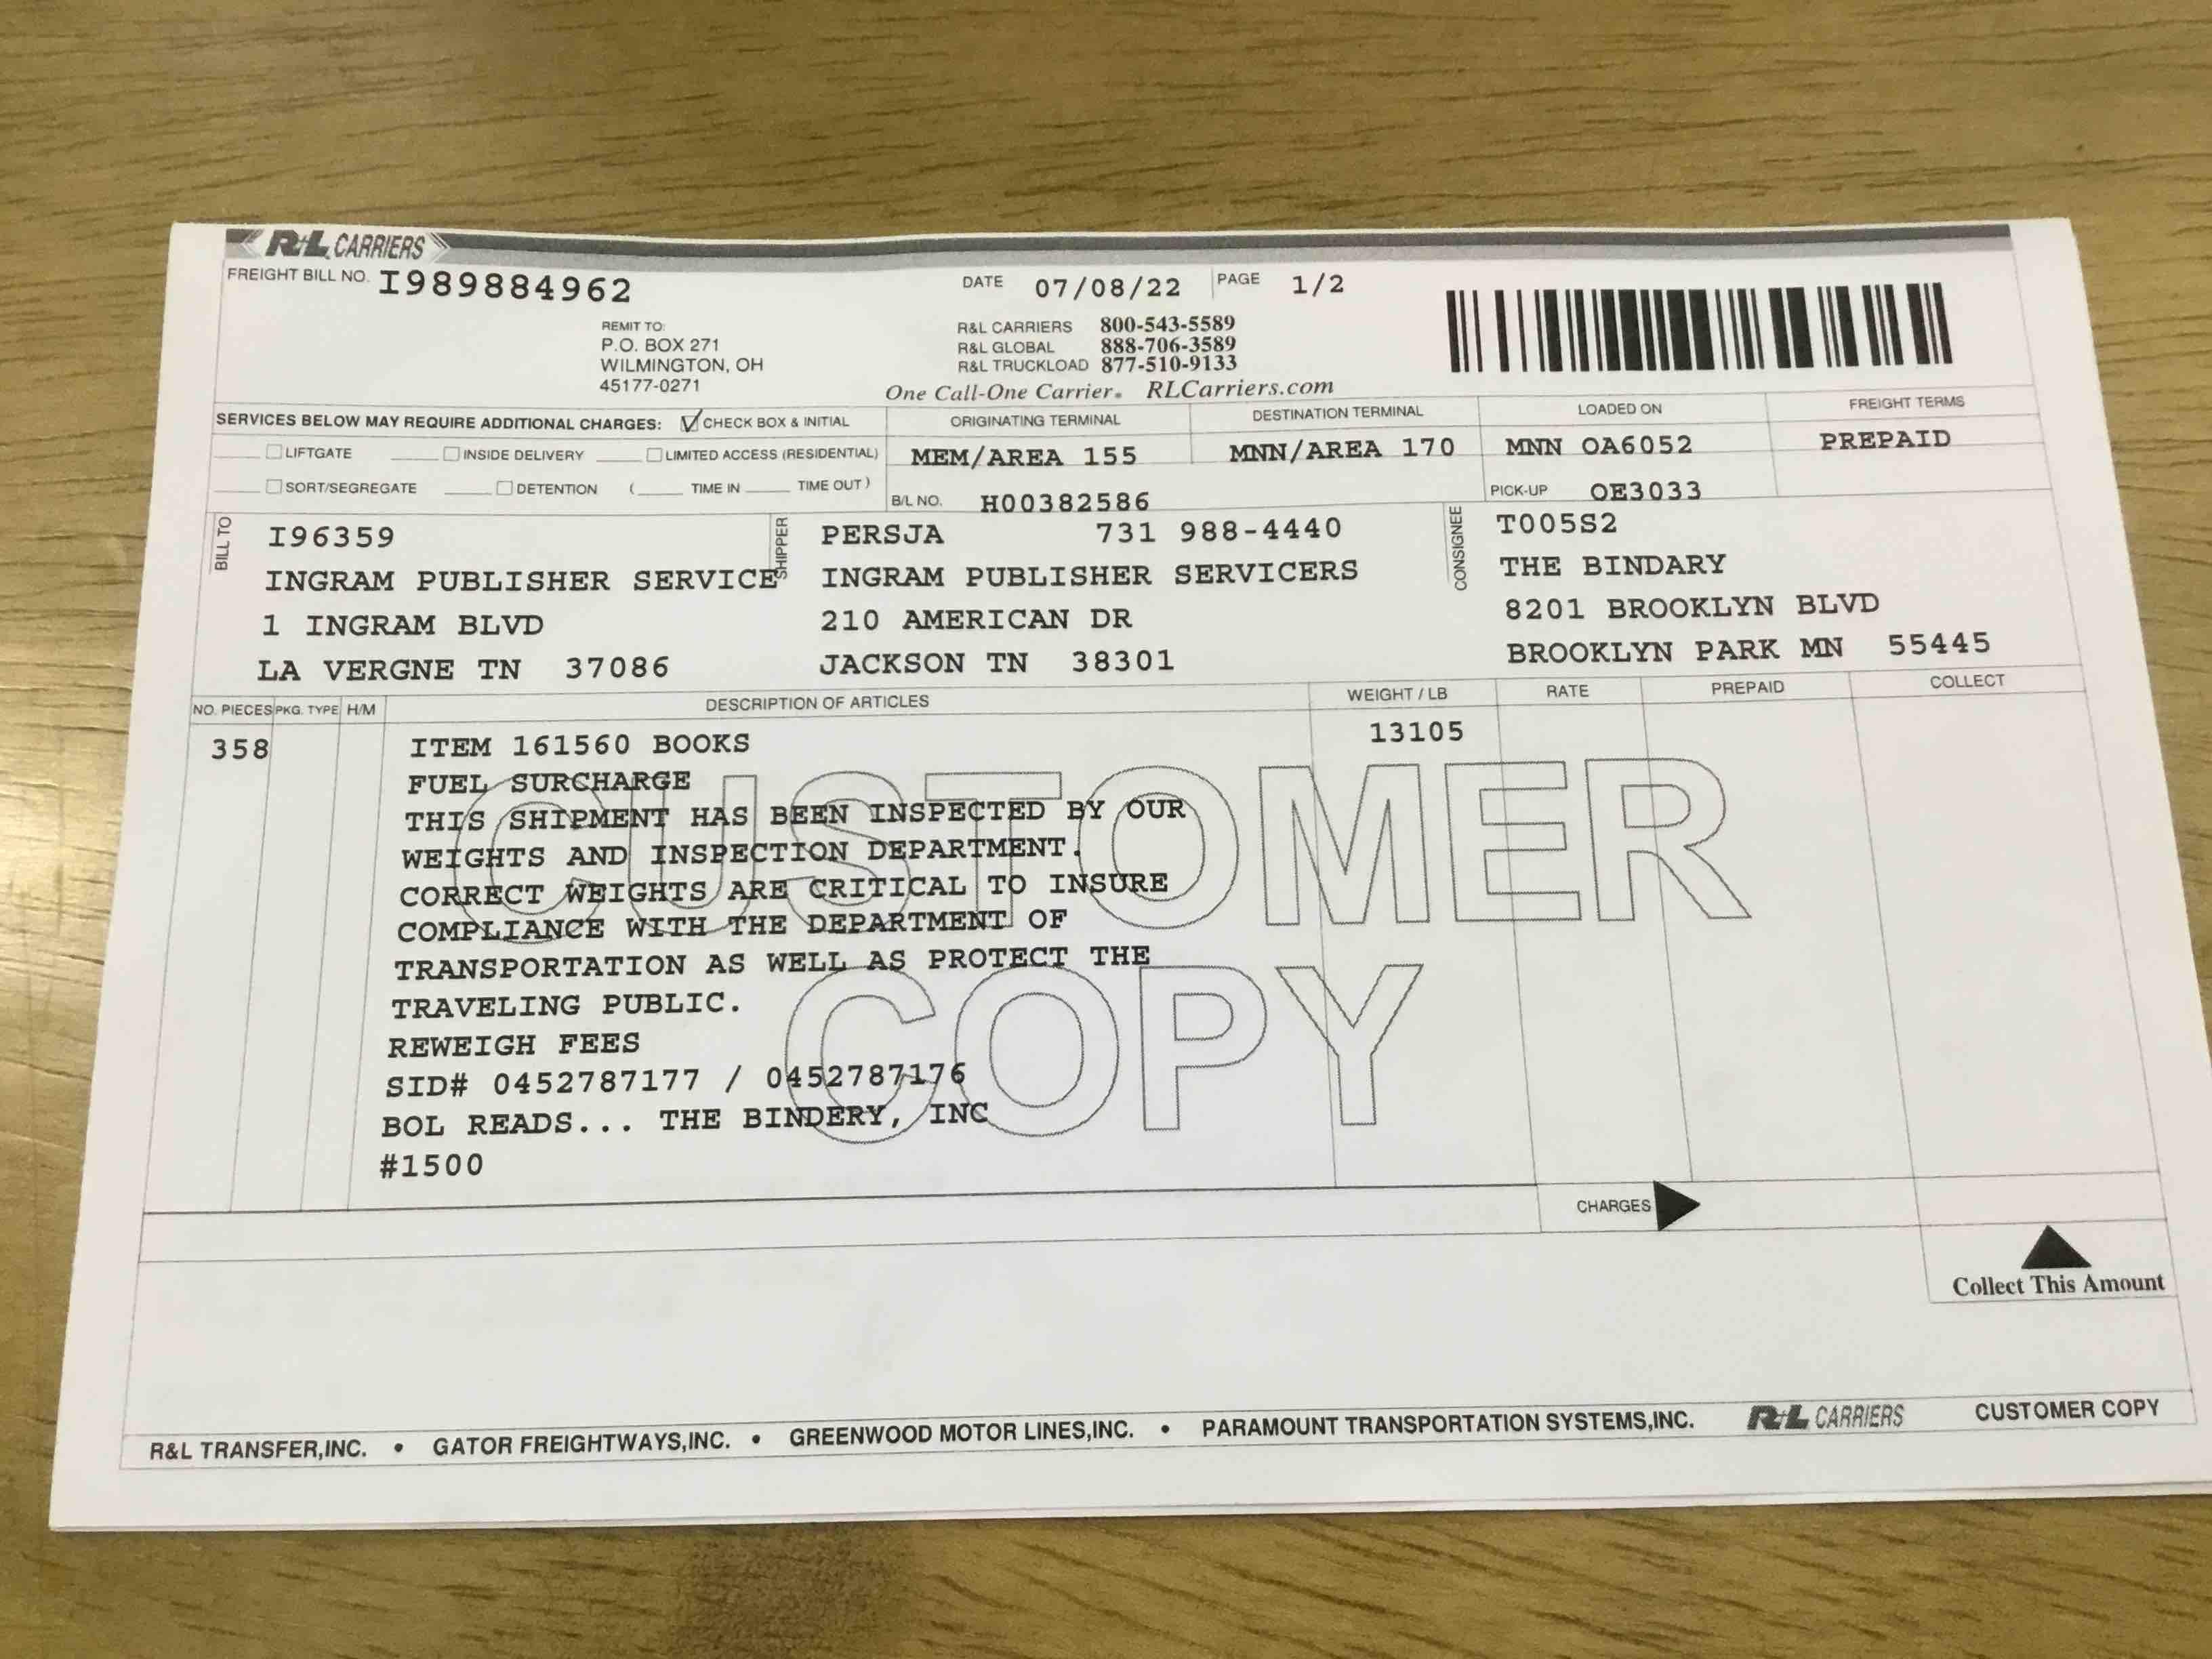 R+L CARRIERS
FREIGHT BILL NO. I989884962
DATE 07/08/22 PAGE 1/2
REMIT TO:
P.O. BOX 271
WILMINGTON, OH
45177-0271
R&L CARRIERS 800-543-5589
R&L GLOBAL 888-706-3589
R&L TRUCKLOAD 877-510-9133
One Call-One Carrier. RLCarriers.com
SERVICES BELOW MAY REQUIRE ADDITIONAL CHARGES: CHECK BOX & INITIAL
LIFTGATE INSIDE DELIVERY LIMITED ACCESS (RESIDENTIAL)
SORT/SEGREGATE DETENTION ( TIME IN TIME OUT )
ORIGINATING TERMINAL
MEM/AREA 155
DESTINATION TERMINAL
MNN/AREA 170
LOADED ON
MNN OA6052
FREIGHT TERMS
PREPAID
B/L NO. H00382586
PICK-UP OE3033
BILL TO
I96359
INGRAM PUBLISHER SERVICE
1 INGRAM BLVD
LA VERGNE TN 37086
SHIPPER
PERSJA 731 988-4440
INGRAM PUBLISHER SERVICERS
210 AMERICAN DR
JACKSON TN 38301
CONSIGNEE
T005S2
THE BINDARY
8201 BROOKLYN BLVD
BROOKLYN PARK MN 55445
NO. PIECES PKG. TYPE H/M DESCRIPTION OF ARTICLES WEIGHT / LB RATE PREPAID COLLECT
358 ITEM 161560 BOOKS 13105
FUEL SURCHARGE
THIS SHIPMENT HAS BEEN INSPECTED BY OUR
WEIGHTS AND INSPECTION DEPARTMENT.
CORRECT WEIGHTS ARE CRITICAL TO INSURE
COMPLIANCE WITH THE DEPARTMENT OF
TRANSPORTATION AS WELL AS PROTECT THE
TRAVELING PUBLIC.
REWEIGH FEES
SID# 0452787177 / 0452787176
BOL READS... THE BINDERY, INC
#1500
CUSTOMER
COPY
CHARGES
Collect This Amount
R&L TRANSFER,INC. • GATOR FREIGHTWAYS,INC. • GREENWOOD MOTOR LINES,INC. • PARAMOUNT TRANSPORTATION SYSTEMS,INC. R+L CARRIERS CUSTOMER COPY